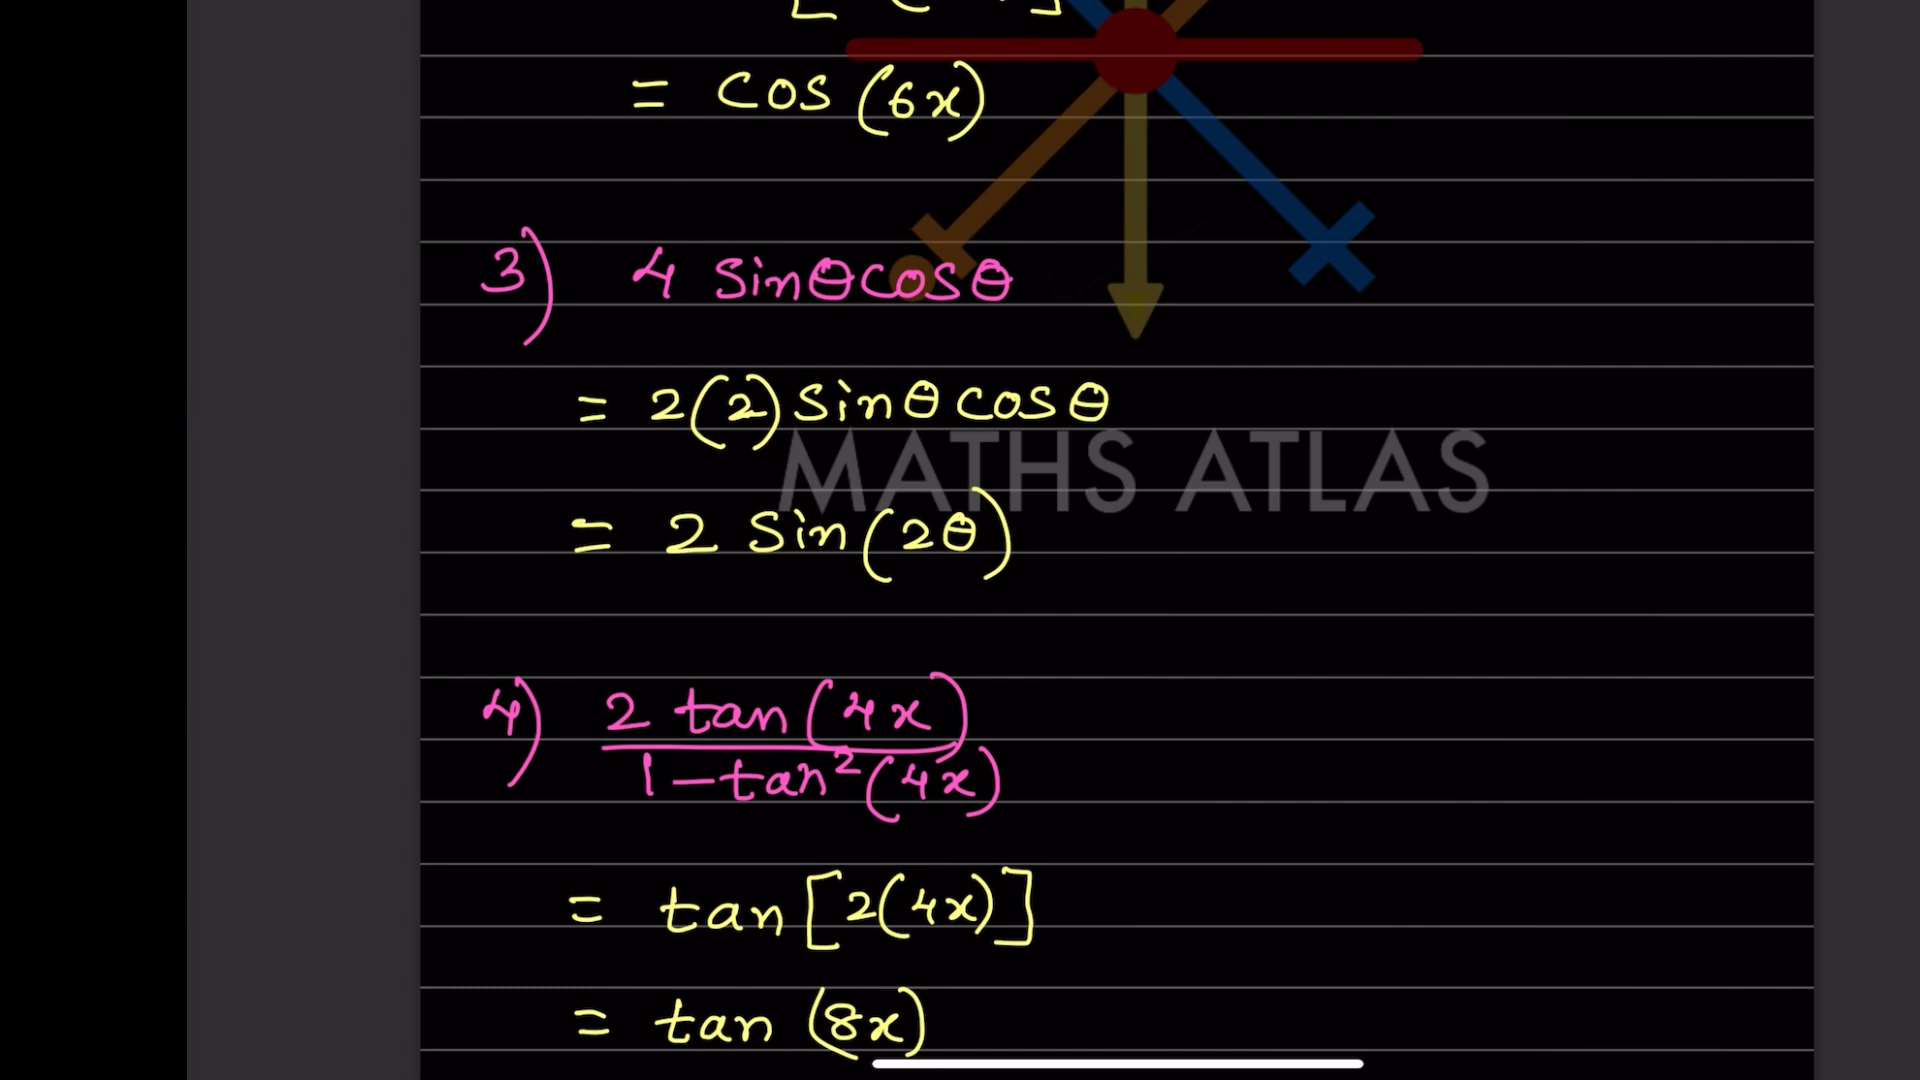 = cos (6x)
3) 4 sinθcosθ
= 2(2) sinθ cosθ
MATHS ATLAS
= 2 sin(2θ)
4) 2 tan(4x)
1-tan²(4x)
= tan[2(4x)]
= tan (8x)